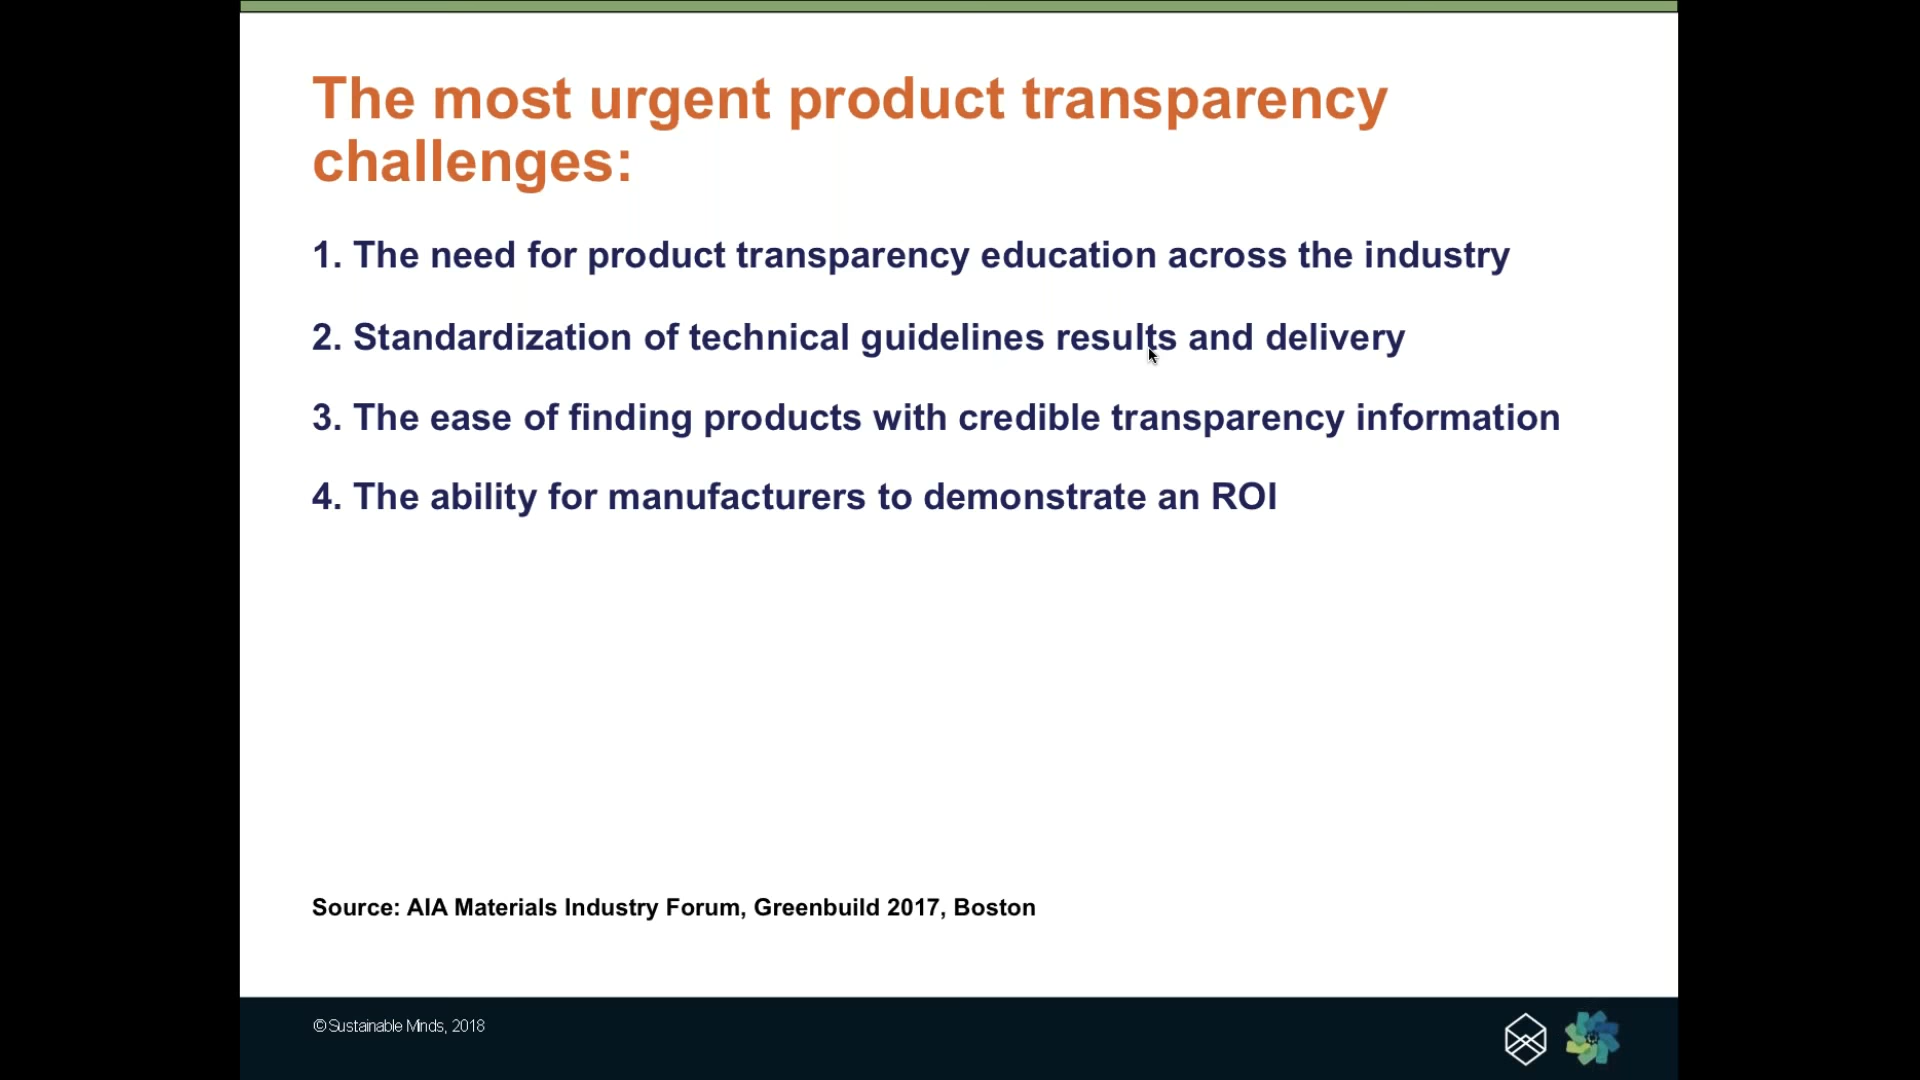 The most urgent product transparency
challenges:
1. The need for product transparency education across the industry
2. Standardization of technical guidelines results and delivery
3. The ease of finding products with credible transparency information
4. The ability for manufacturers to demonstrate an ROI
Source: AIA Materials Industry Forum, Greenbuild 2017, Boston
© Sustainable Minds, 2018